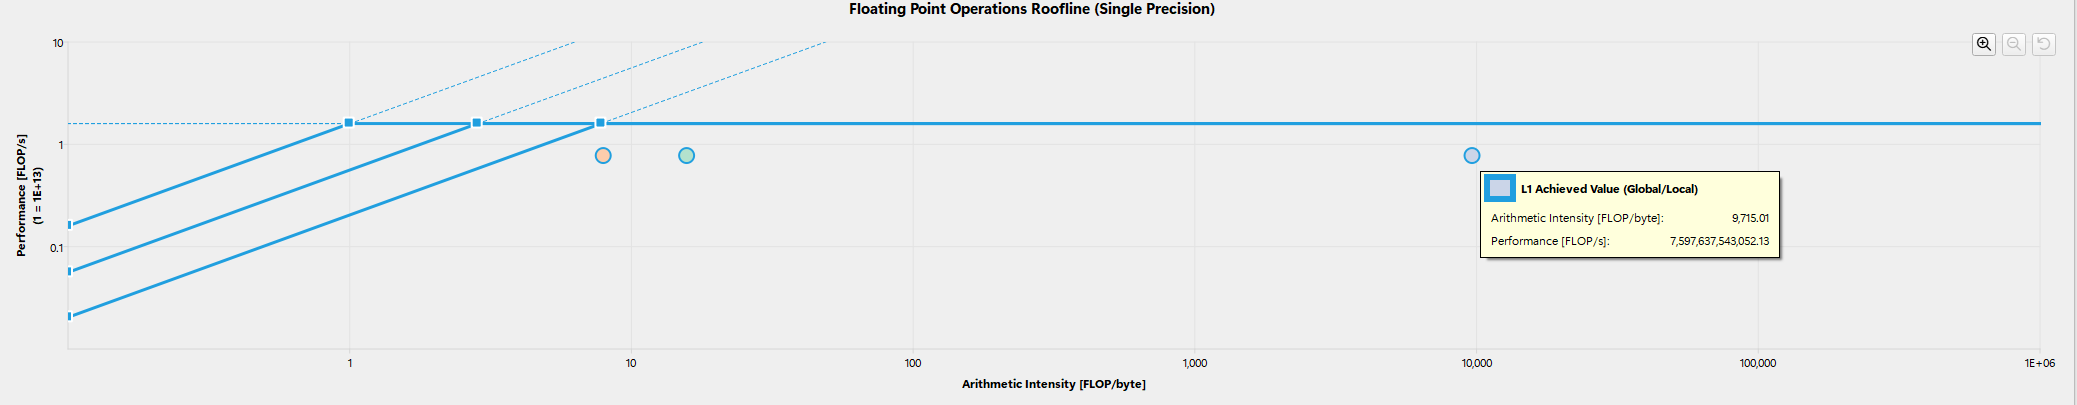 Floating Point Operations Roofline (Single Precision)
10
1
0.1
Performance [FLOP/s]
(1 = 1E+13)
L1 Achieved Value (Global/Local)
Arithmetic Intensity [FLOP/byte]: 9,715.01
Performance [FLOP/s]: 7,597,637,543,052.13
1 10 100 1,000 10,000 100,000 1E+06
Arithmetic Intensity [FLOP/byte]